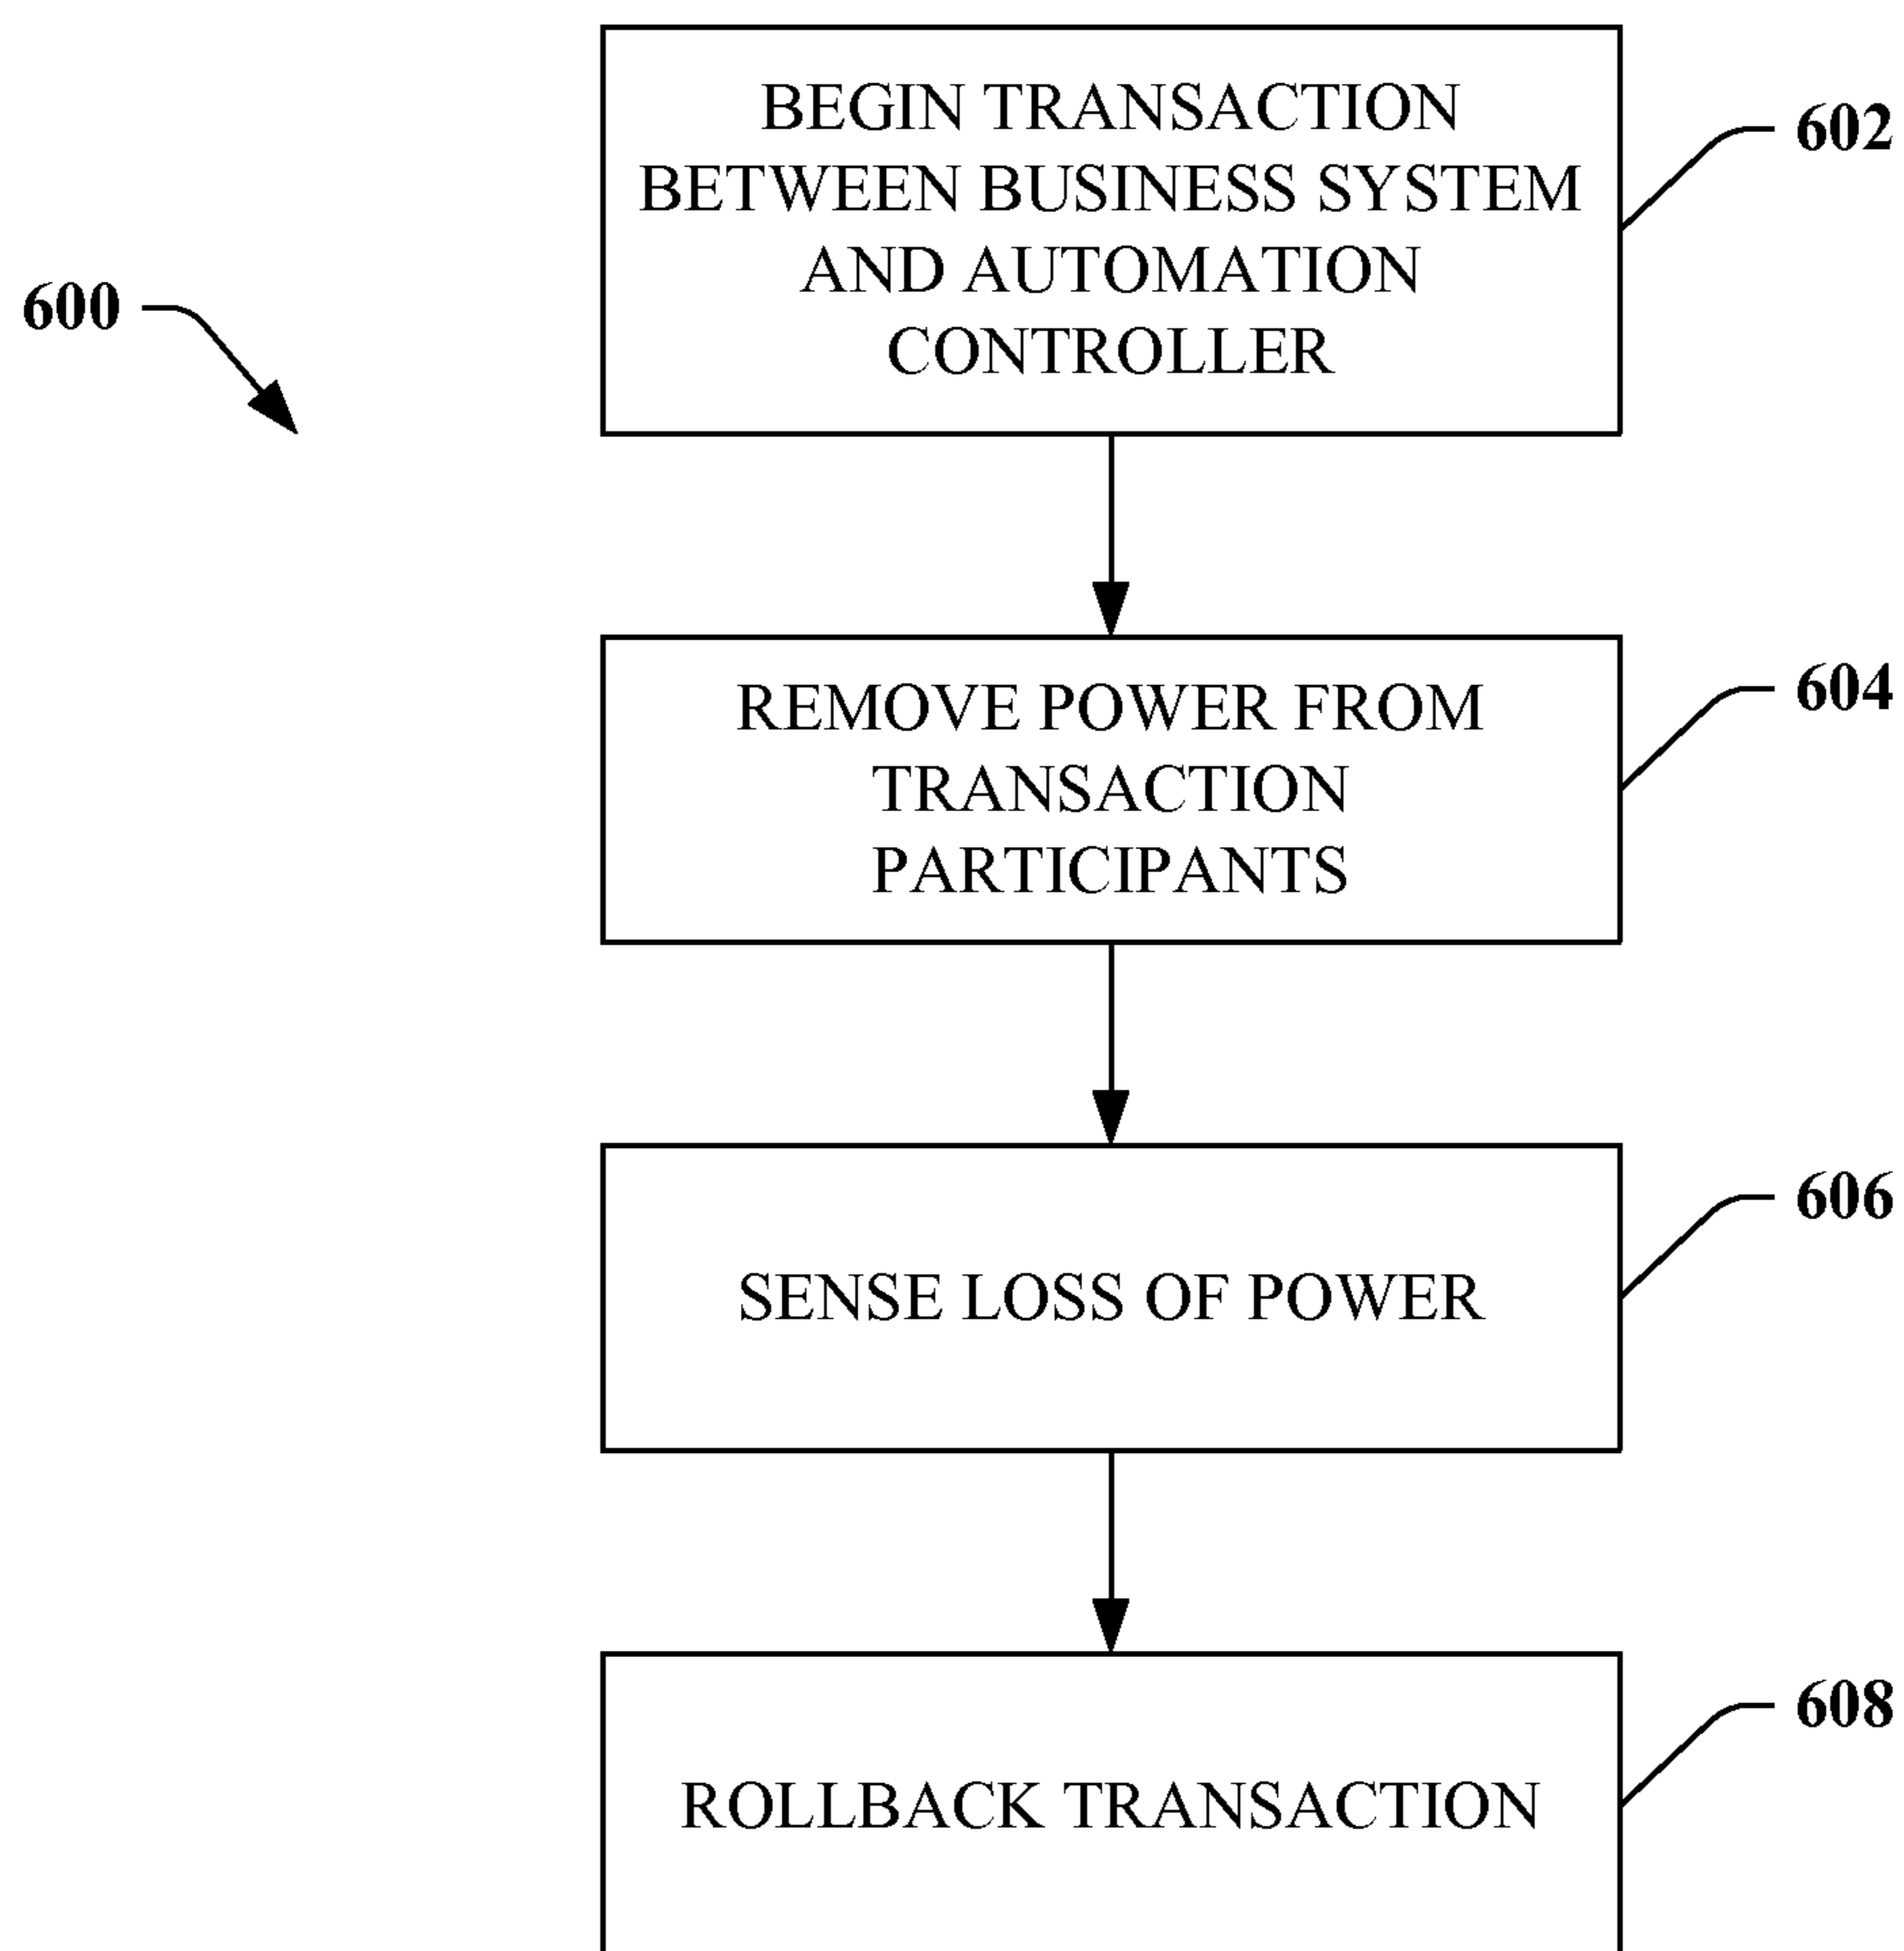 BEGIN TRANSACTION
BETWEEN BUSINESS SYSTEM
AND AUTOMATION
CONTROLLER
602
600
REMOVE POWER FROM
TRANSACTION
PARTICIPANTS
604
SENSE LOSS OF POWER
606
ROLLBACK TRANSACTION
608